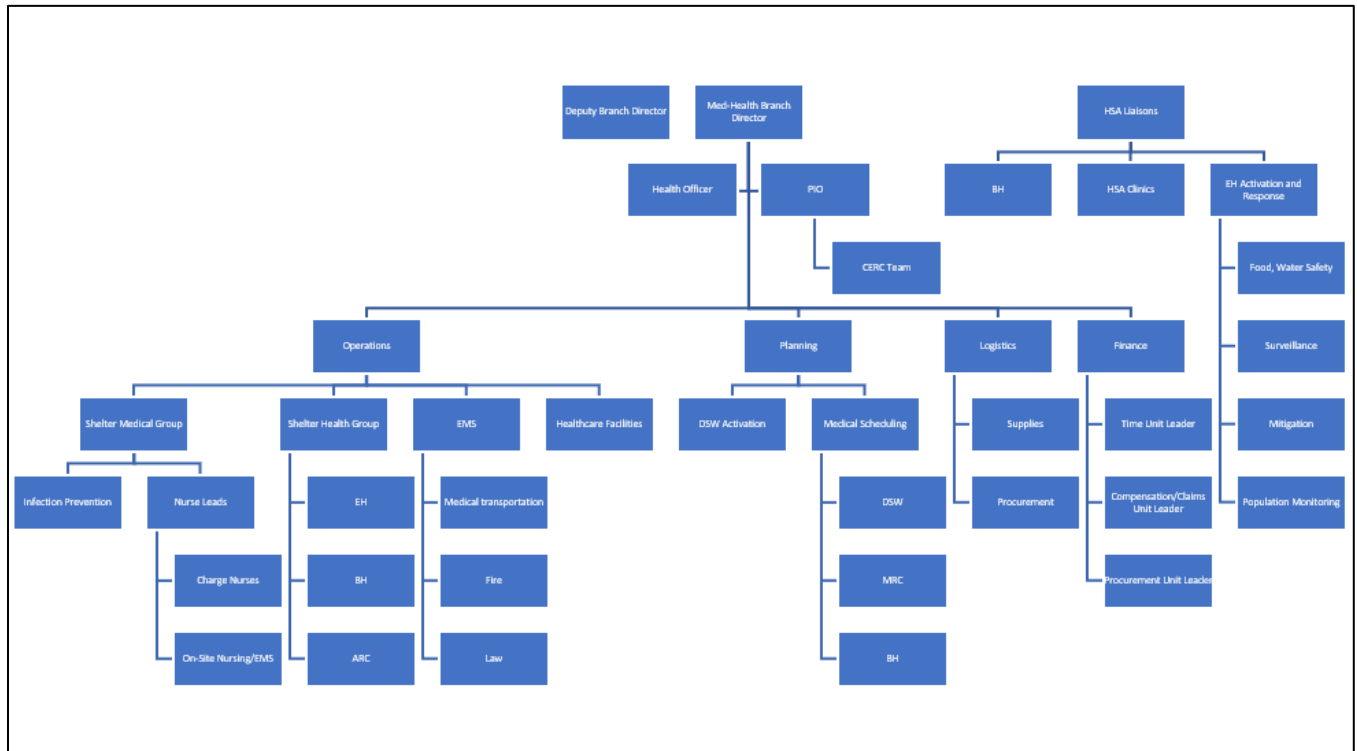 Deputy Branch Director
Med-Health Branch
Director
HSA Liaisons
Health Officer
PIO
BH
HSA Clinics
EH Activation and
Response
CERC Team
Food, Water Safety
Operations
Planning
Logistics
Finance
Surveillance
Shelter Medical Group
Shelter Health Group
EMS
Healthcare Facilities
DSW Activation
Medical Scheduling
Supplies
Time Unit Leader
Mitigation
Infection Prevention
Nurse Leads
EH
Medical transportation
DSW
Procurement
Compensation/Claims
Unit Leader
Population Monitoring
Charge Nurses
BH
Fire
MRC
Procurement Unit Leader
On-Site Nursing/EMS
ARC
Law
BH